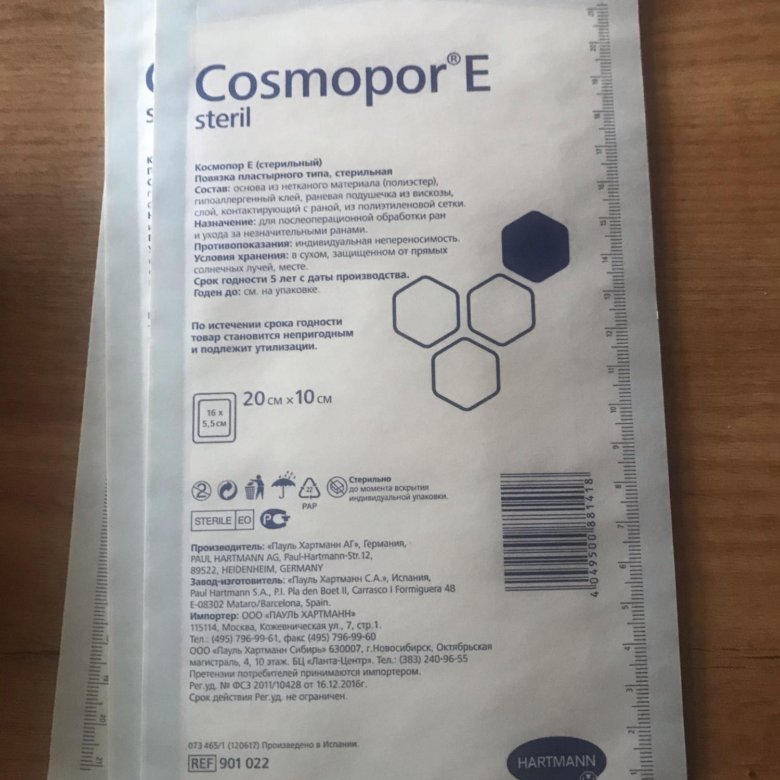 Cosmopor® E
steril
Космопор Е (стерильный)
Повязка пластырного типа, стерильная
Состав: основа из нетканого материала (полиэстер),
гипоаллергенный клей, раневая подушечка из вискозы,
слой, контактирующий с раной, из полиэтиленовой сетки.
Назначение: для послеоперационной обработки ран
и ухода за незначительными ранами.
Противопоказания: индивидуальная непереносимость.
Условия хранения: в сухом, защищенном от прямых
солнечных лучей, месте.
Срок годности 5 лет с даты производства.
Годен до: см. на упаковке.
По истечении срока годности
товар становится непригодным
и подлежит утилизации.
16 x
5,5 см
20 см x 10 см
2
22
PAP
Стерильно
до момента вскрытия
индивидуальной упаковки.
STERILE EO
Производитель: «Пауль Хартманн АГ», Германия,
PAUL HARTMANN AG, Paul-Hartmann-Str.12,
89522, HEIDENHEIM, GERMANY
Завод-изготовитель: «Пауль Хартманн С.А.», Испания,
Paul Hartmann S.A., P.I. Pla den Boet II, Carrasco I Formiguera 48
E-08302 Mataro/Barcelona, Spain.
Импортер: ООО «ПАУЛЬ ХАРТМАНН»
115114, Москва, Кожевническая ул., 7, стр.1.
Тел.: (495) 796-99-61, факс (495) 796-99-60
ООО «Пауль Хартманн Сибирь» 630007, г.Новосибирск, Октябрьская
магистраль, 4, 10 этаж. БЦ «Ланта-Центр». Тел.: (383) 240-96-55
Претензии потребителей принимаются импортером.
Рег.уд. № ФСЗ 2011/10428 от 16.12.2016г.
Срок действия Рег.уд. не ограничен.
073 465/1 (120617) Произведено в Испании.
REF 901 022
4 049500 881418
HARTMANN